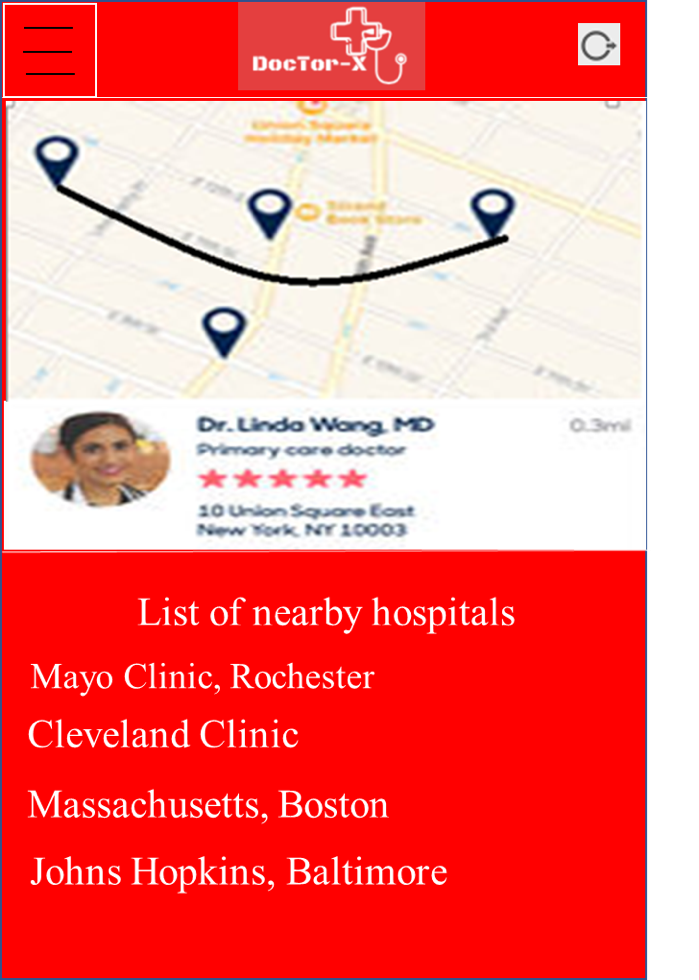 DocTor-X
Union Square
Holiday Market
Strand
Book Store
Dr. Linda Wang, MD
0.3mi
Primary care doctor
10 Union Square East
New York, NY 10003
List of nearby hospitals
Mayo Clinic, Rochester
Cleveland Clinic
Massachusetts, Boston
Johns Hopkins, Baltimore